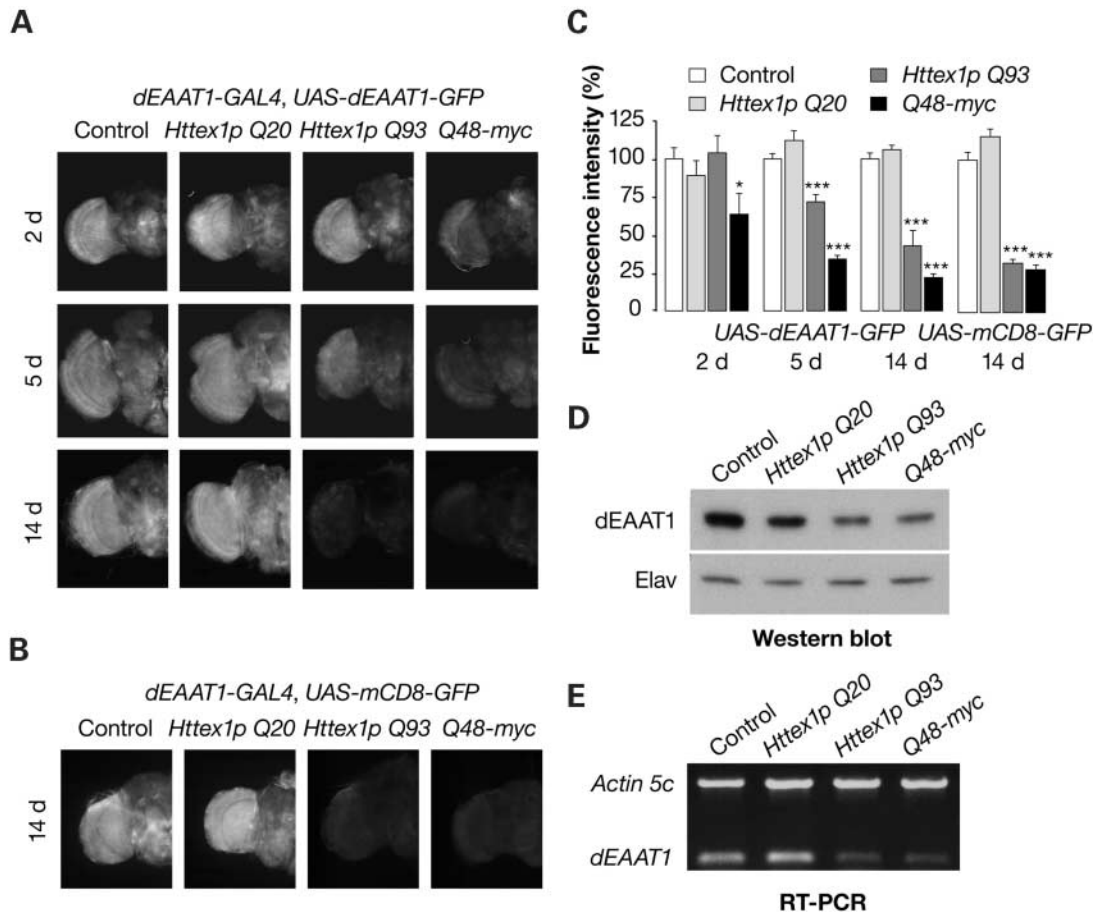 A
dEAAT1-GAL4, UAS-dEAAT1-GFP
Control Httex1p Q20 Httex1p Q93 Q48-myc
2 d
5 d
14 d
B
dEAAT1-GAL4, UAS-mCD8-GFP
Control Httex1p Q20 Httex1p Q93 Q48-myc
14 d
C
Control Httex1p Q93
Httex1p Q20 Q48-myc
Fluorescence intensity (%)
125
100
75
50
25
0
*
***
***
***
***
***
***
UAS-dEAAT1-GFP UAS-mCD8-GFP
2 d 5 d 14 d 14 d
D
Control Httex1p Q20 Httex1p Q93 Q48-myc
dEAAT1
Elav
Western blot
E
Control Httex1p Q20 Httex1p Q93 Q48-myc
Actin 5c
dEAAT1
RT-PCR